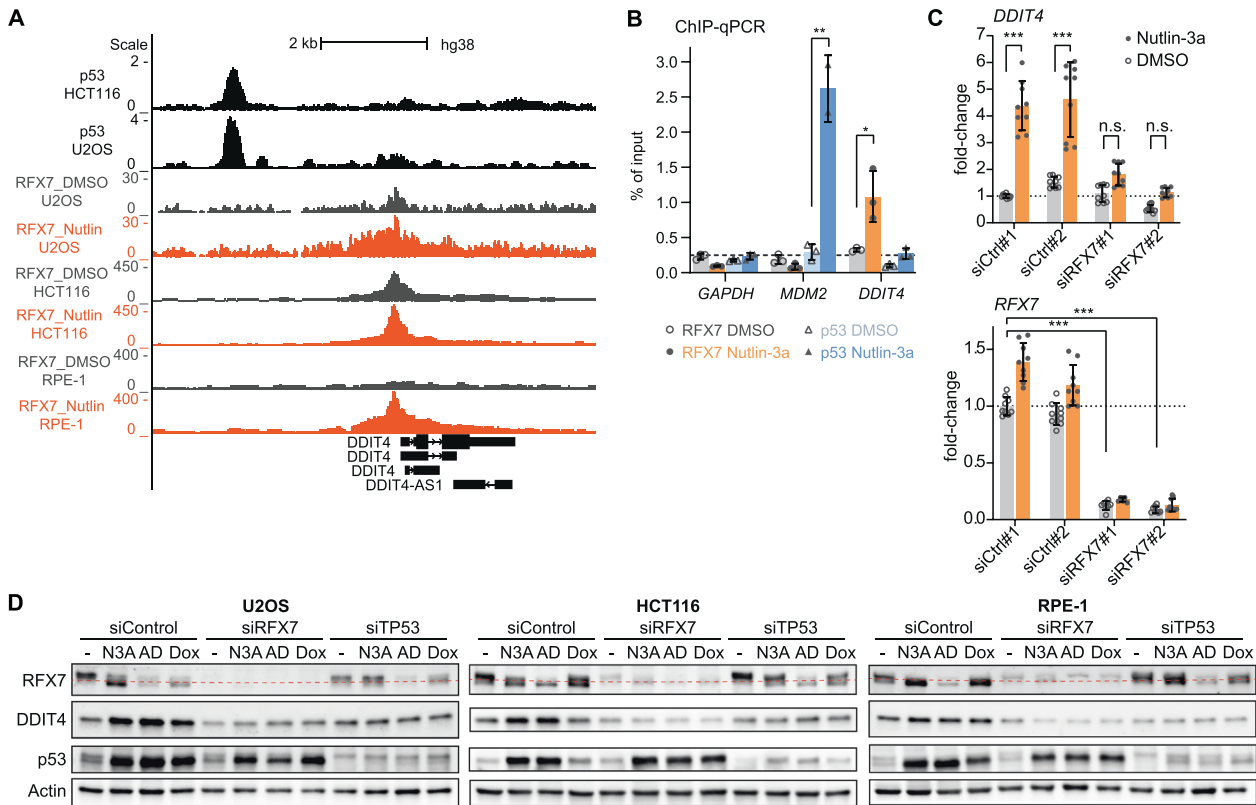 A
Scale
2 kb
hg38
p53
HCT116
2 -
0 _
p53
U2OS
4 -
0 _
RFX7_DMSO
U2OS
30 -
0 _
RFX7_Nutlin
U2OS
30 -
0 _
RFX7_DMSO
HCT116
450 -
0 _
RFX7_Nutlin
HCT116
450 -
0 _
RFX7_DMSO
RPE-1
400 -
0 _
RFX7_Nutlin
RPE-1
400 -
0 _
DDIT4
DDIT4
DDIT4
DDIT4-AS1
B
ChIP-qPCR
% of input
3.0
2.5
2.0
1.5
1.0
0.5
0.0
**
*
GAPDH MDM2 DDIT4
RFX7 DMSO
RFX7 Nutlin-3a
p53 DMSO
p53 Nutlin-3a
C
DDIT4
Nutlin-3a
DMSO
fold-change
7
6
5
4
3
2
1
0
*** *** n.s. n.s.
siCtrl#1 siCtrl#2 siRFX7#1 siRFX7#2
RFX7
fold-change
1.5
1.0
0.5
0.0
***
***
siCtrl#1 siCtrl#2 siRFX7#1 siRFX7#2
D
U2OS HCT116 RPE-1
siControl siRFX7 siTP53 siControl siRFX7 siTP53 siControl siRFX7 siTP53
- N3A AD Dox - N3A AD Dox - N3A AD Dox - N3A AD Dox - N3A AD Dox - N3A AD Dox - N3A AD Dox - N3A AD Dox - N3A AD Dox
RFX7
DDIT4
p53
Actin